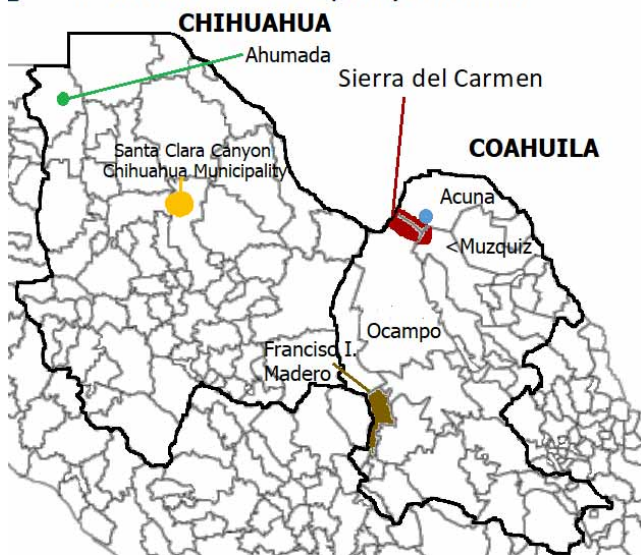 CHIHUAHUA
Ahumada
Sierra del Carmen
COAHUILA
Santa Clara Canyon
Chihuahua Municipality
Acuna
<Muzquiz
Ocampo
Francisco I.
Madero